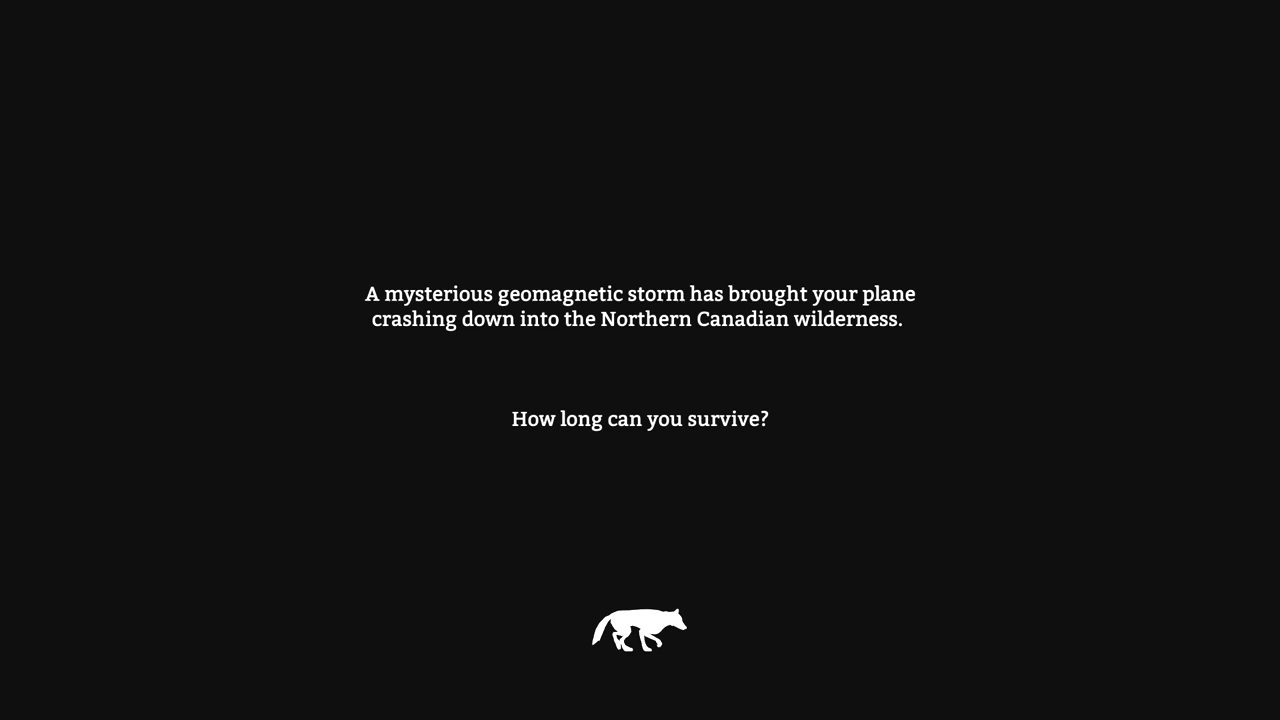 A mysterious geomagnetic storm has brought your plane
crashing down into the Northern Canadian wilderness.
How long can you survive?